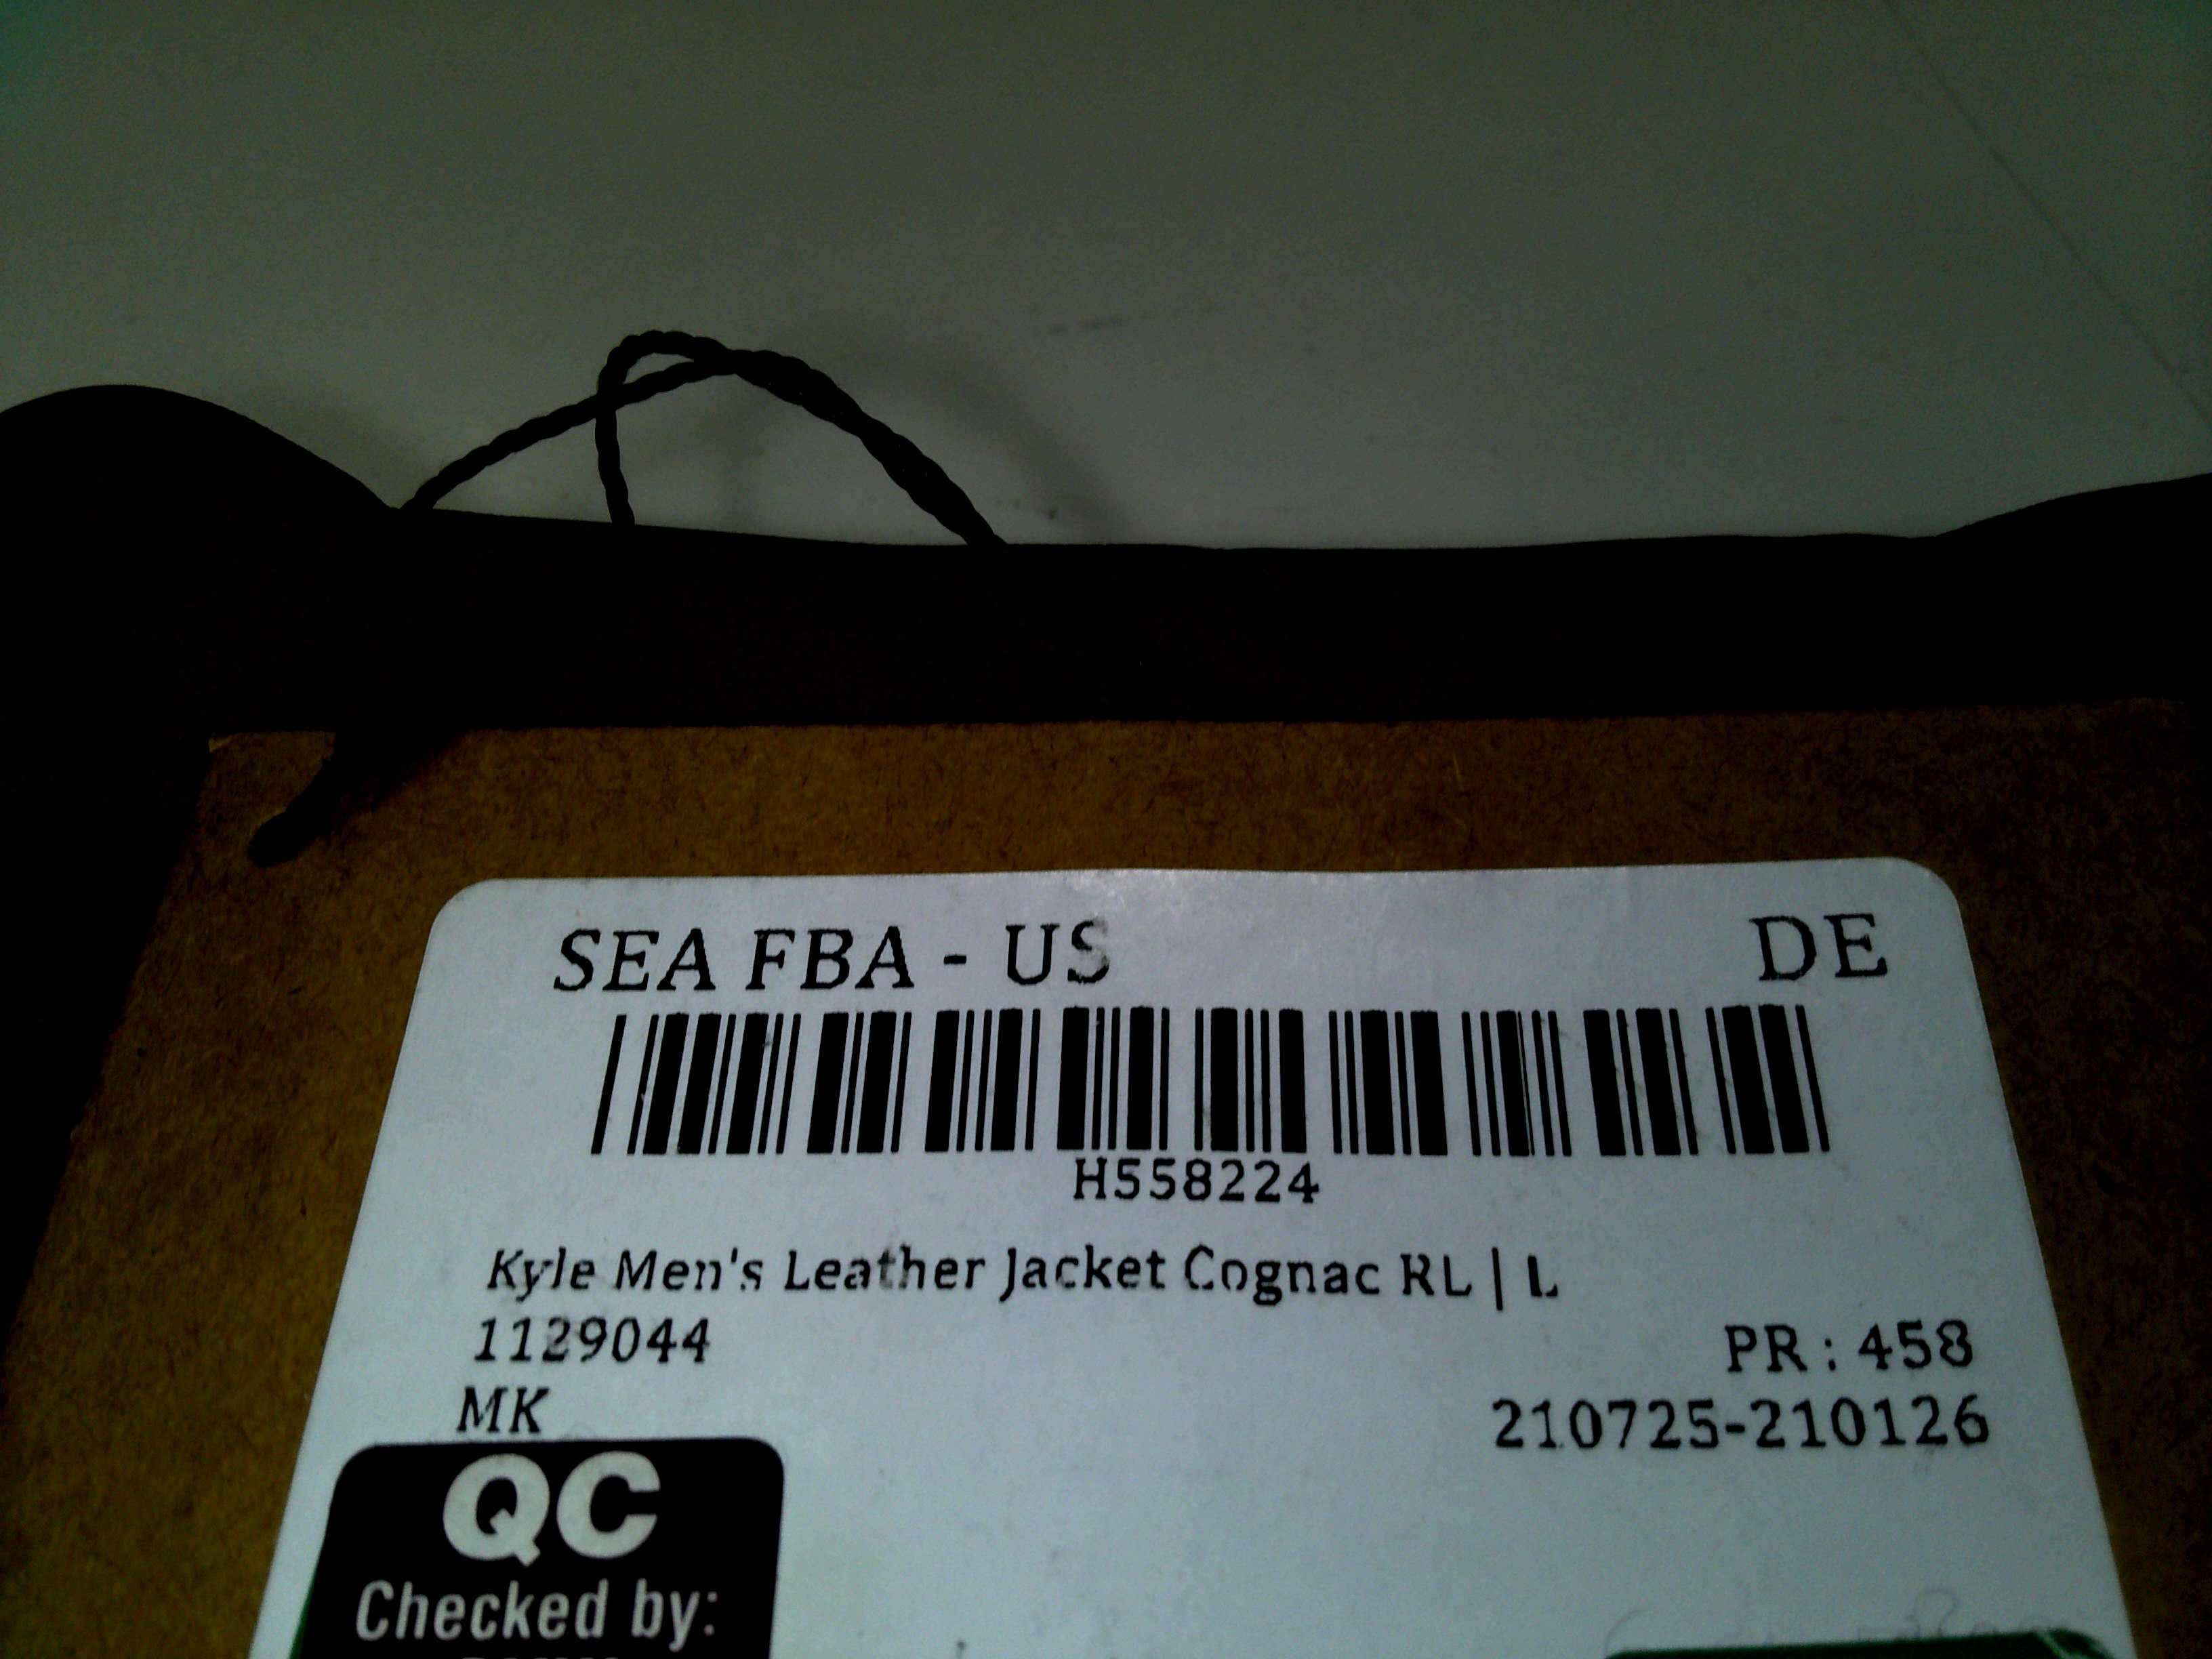 SEA FBA - US DE
H558224
Kyle Men's Leather Jacket Cognac RL | L
1129044 PR : 458
MK 210725-210126
QC
Checked by: